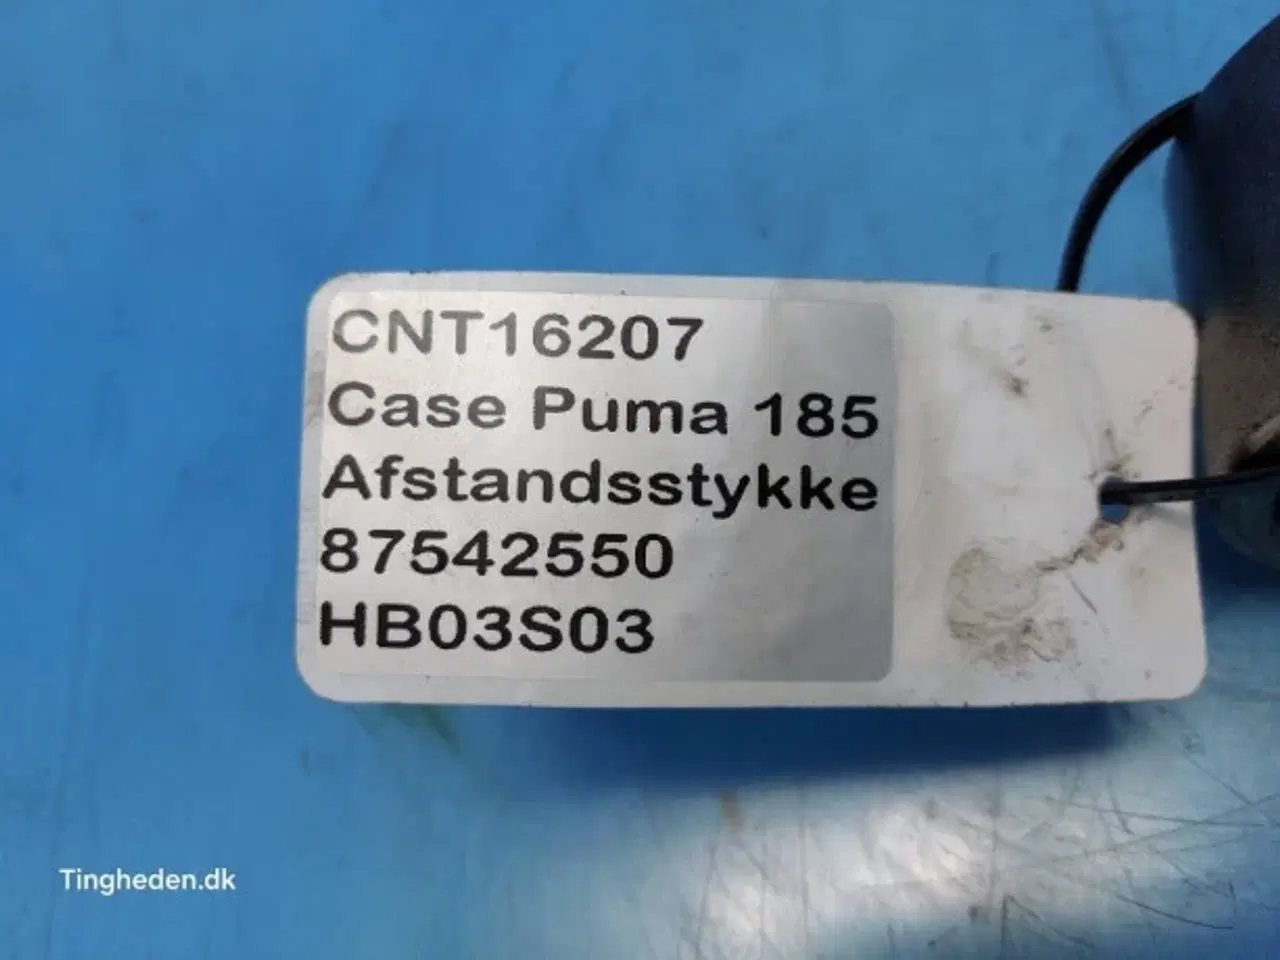 CNT16207
Case Puma 185
Afstandsstykke
87542550
HB03S03
Tingheden.dk